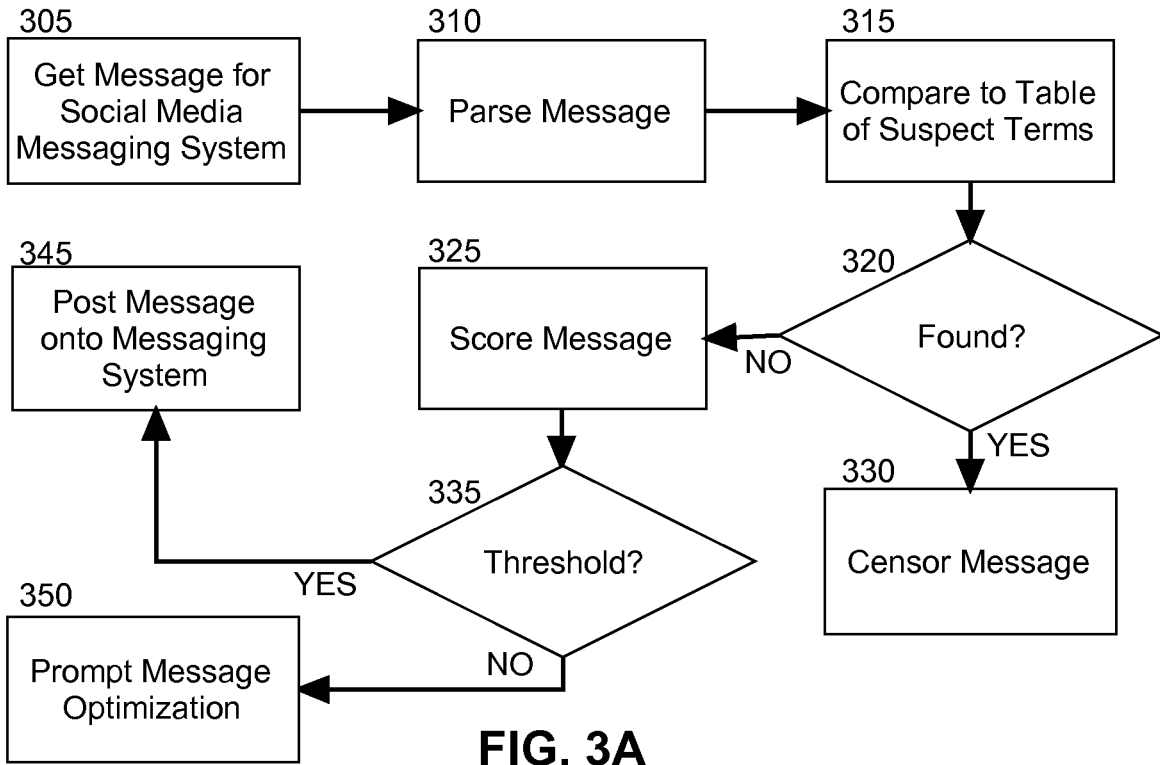 305
Get Message for
Social Media
Messaging System
310
Parse Message
315
Compare to Table
of Suspect Terms
320
Found?
NO
YES
325
Score Message
330
Censor Message
335
Threshold?
YES
NO
345
Post Message
onto Messaging
System
350
Prompt Message
Optimization
FIG. 3A